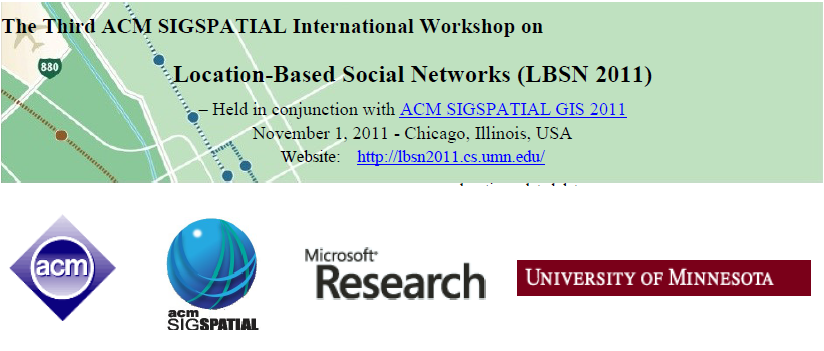 The Third ACM SIGSPATIAL International Workshop on
Location-Based Social Networks (LBSN 2011)
– Held in conjunction with ACM SIGSPATIAL GIS 2011
November 1, 2011 - Chicago, Illinois, USA
Website: http://lbsn2011.cs.umn.edu/
880
acm
acm
SIGSPATIAL
Microsoft®
Research
UNIVERSITY OF MINNESOTA